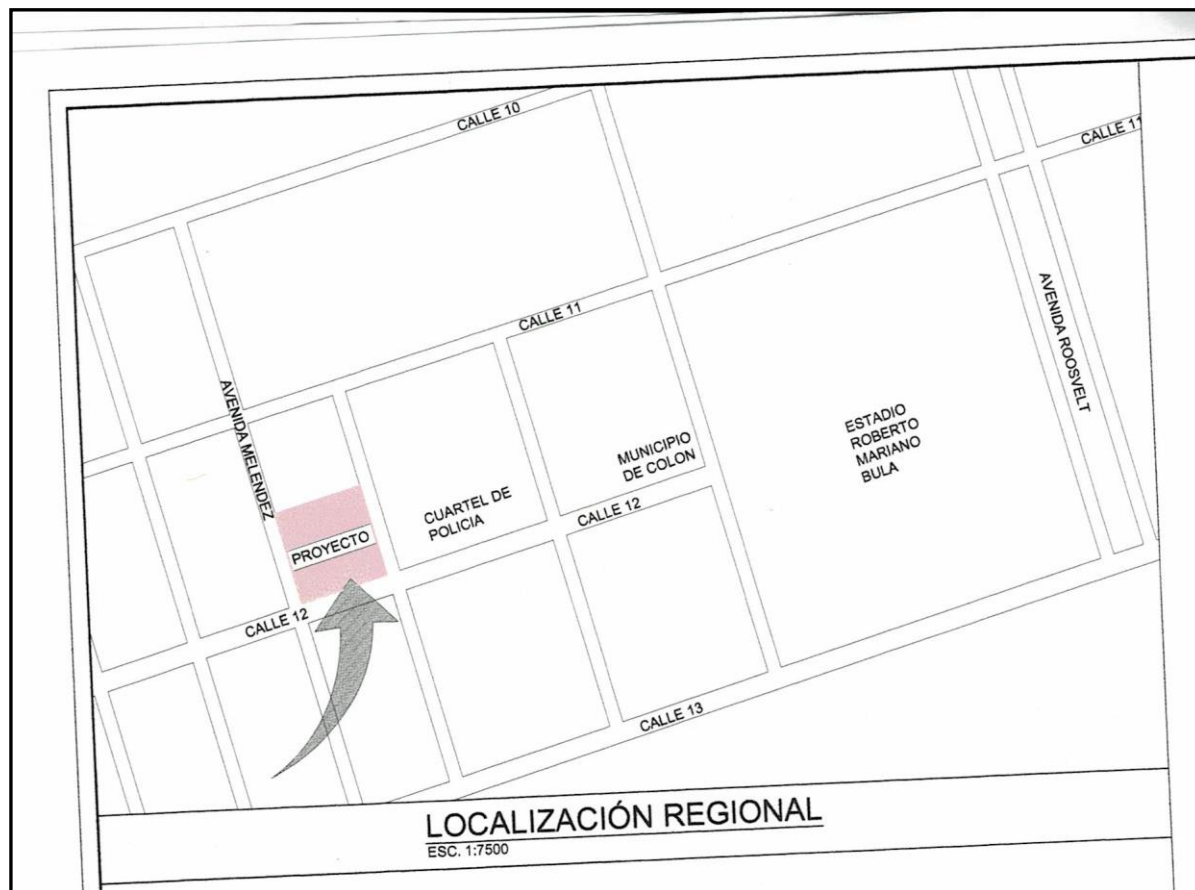 CALLE 10
CALLE 11
CALLE 11
AVENIDA MELENDEZ
AVENIDA ROOSVELT
ESTADIO
ROBERTO
MARIANO
BULA
MUNICIPIO
DE COLON
CUARTEL DE
POLICIA
CALLE 12
PROYECTO
CALLE 12
CALLE 13
LOCALIZACIÓN REGIONAL
ESC. 1:7500